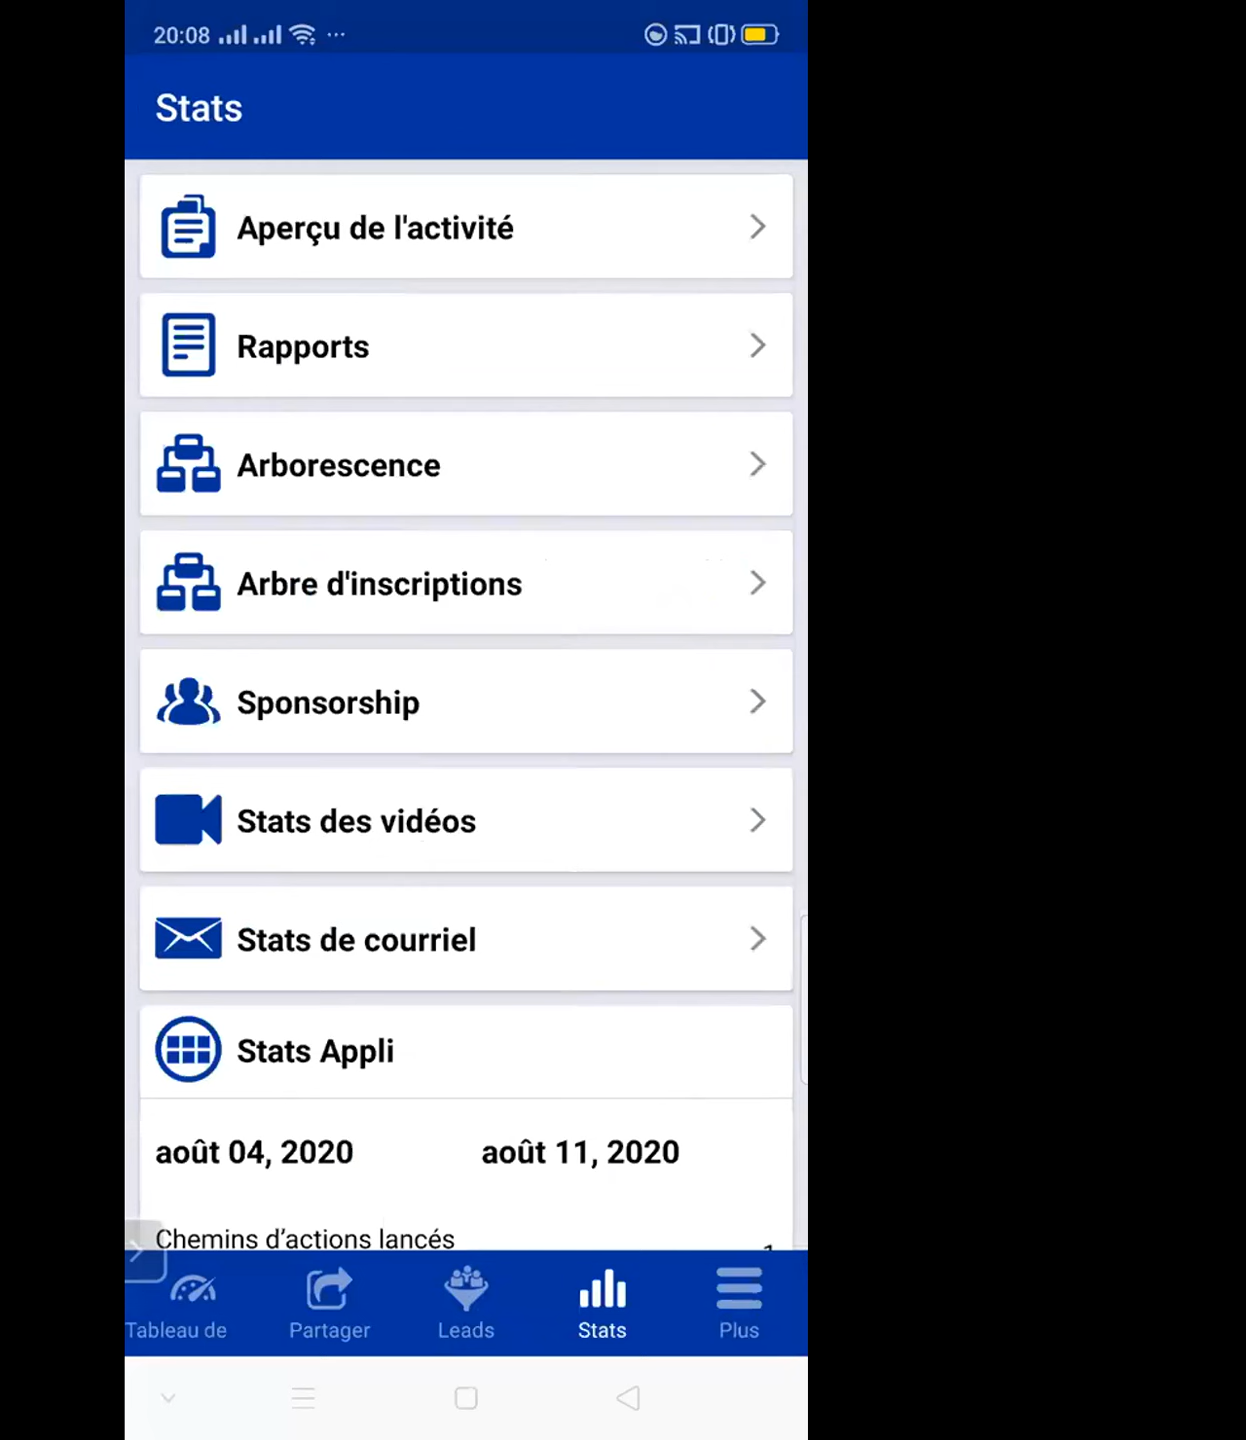 20:08
Stats
Aperçu de l'activité
Rapports
Arborescence
Arbre d'inscriptions
Sponsorship
Stats des vidéos
Stats de courriel
Stats Appli
août 04, 2020 août 11, 2020
Chemins d’actions lancés 1
Tableau de Partager Leads Stats Plus